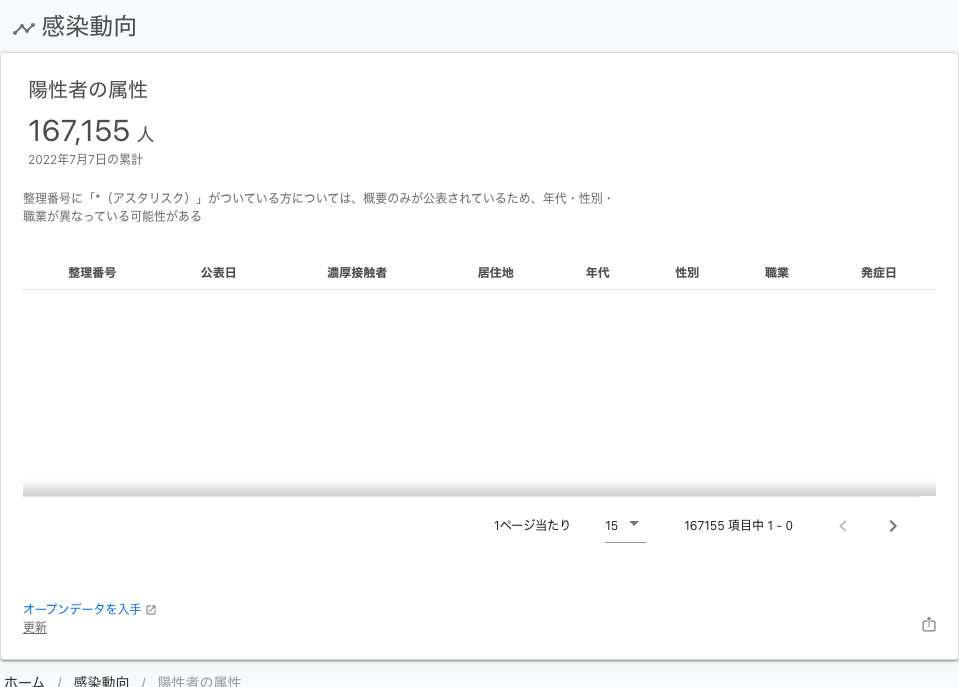 感染動向
陽性者の属性
167,155 人
2022年7月7日の累計
整理番号に「*（アスタリスク）」がついている方については、概要のみが公表されているため、年代・性別・
職業が異なっている可能性がある
整理番号 公表日 濃厚接触者 居住地 年代 性別 職業 発症日
1ページ当たり 15 167155 項目中 1 - 0
オープンデータを入手
更新
ホーム / 感染動向 / 陽性者の属性